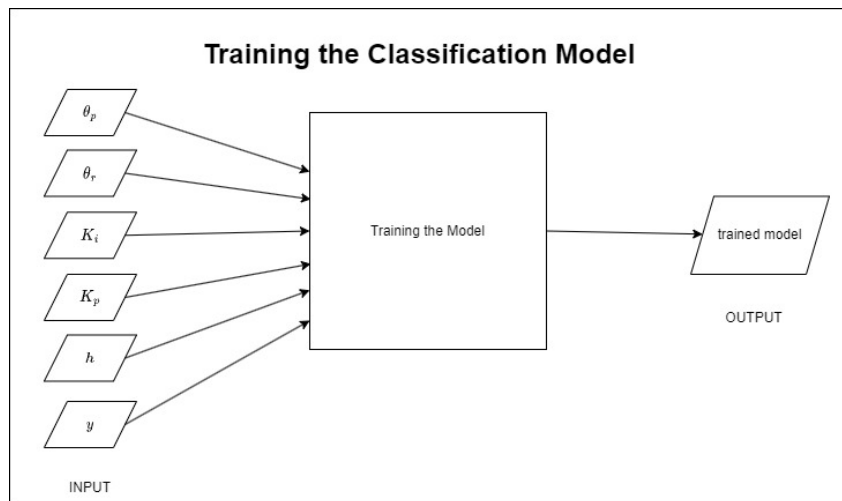 Training the Classification Model
θ_p
θ_r
K_i
K_p
h
y
INPUT
Training the Model
trained model
OUTPUT